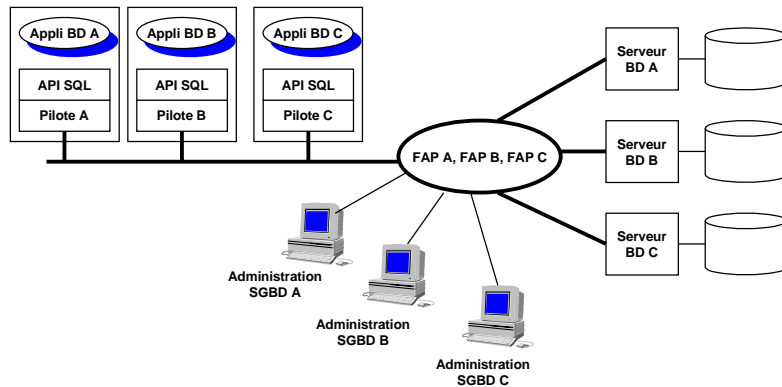 Appli BD A
Appli BD B
Appli BD C
API SQL
API SQL
API SQL
Pilote A
Pilote B
Pilote C
FAP A, FAP B, FAP C
Serveur
BD A
Serveur
BD B
Serveur
BD C
Administration
SGBD A
Administration
SGBD B
Administration
SGBD C